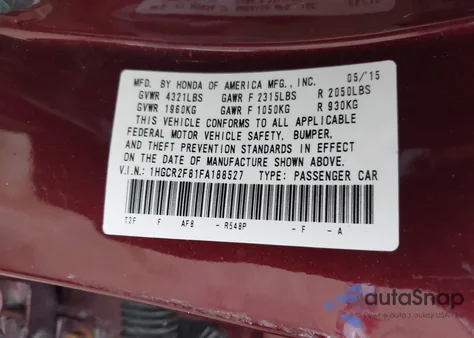 MFD. BY HONDA OF AMERICA MFG., INC. 05/'15
GVWR 4321LBS GAWR F 2315LBS R 2050LBS
GVWR 1960KG GAWR F 1050KG R 930KG
THIS VEHICLE CONFORMS TO ALL APPLICABLE
FEDERAL MOTOR VEHICLE SAFETY, BUMPER,
AND THEFT PREVENTION STANDARDS IN EFFECT
ON THE DATE OF MANUFACTURE SHOWN ABOVE.
V.I.N.: 1HGCR2F81FA188527 TYPE: PASSENGER CAR
T2F F AF8 - R548P - F - A
autaSnap